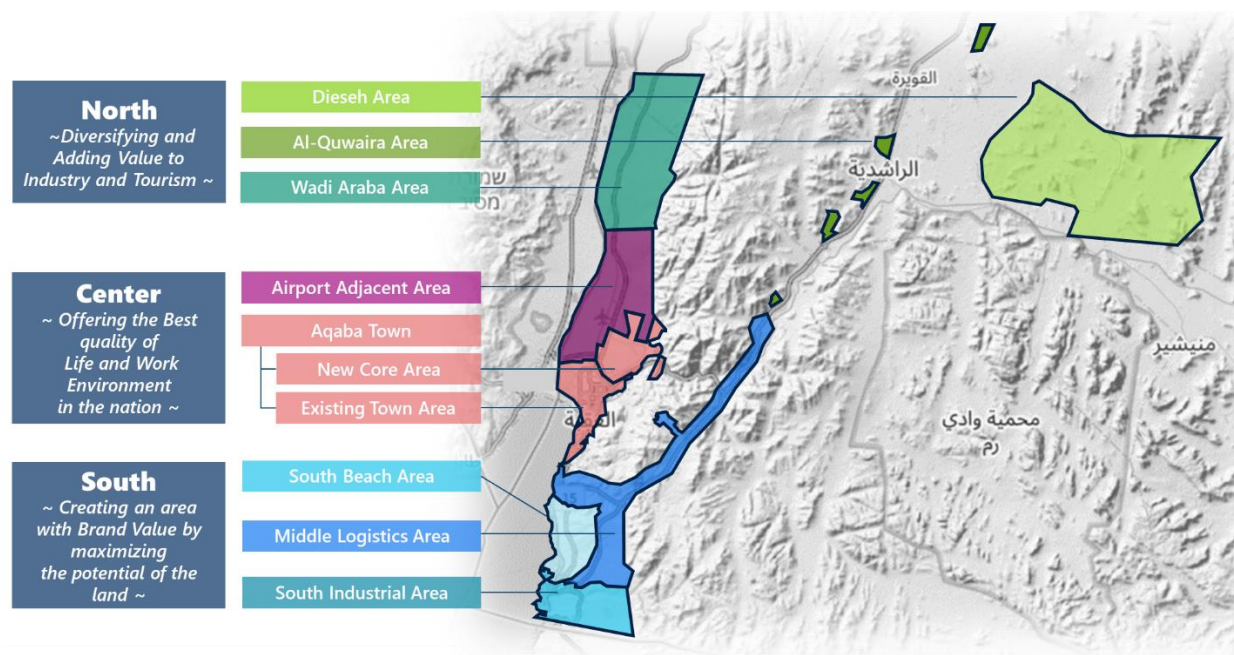 North
~Diversifying and
Adding Value to
Industry and Tourism ~
Dieseh Area
Al-Quwaira Area
Wadi Araba Area
Center
~ Offering the Best
quality of
Life and Work
Environment
in the nation ~
Airport Adjacent Area
Aqaba Town
New Core Area
Existing Town Area
South
~ Creating an area
with Brand Value by
maximizing
the potential of the
land ~
South Beach Area
Middle Logistics Area
South Industrial Area
القويرة
الراشدية
منيشير
محمية وادي
رم
15